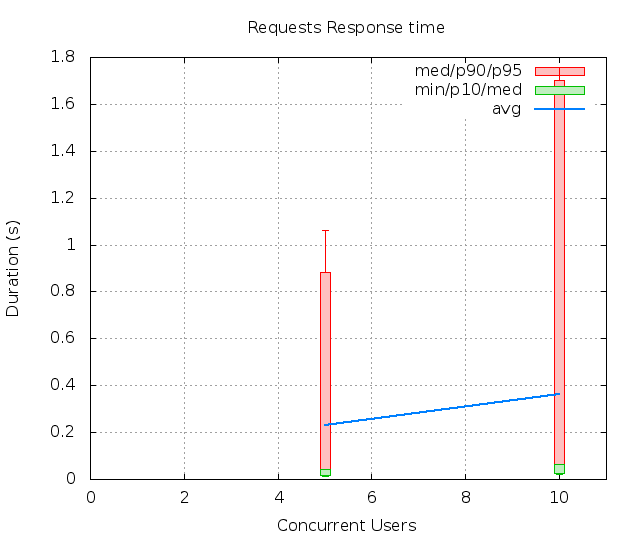 Requests Response time
1.8
1.6
1.4
1.2
1
0.8
0.6
0.4
0.2
0
Duration (s)
med/p90/p95
min/p10/med
avg
0 2 4 6 8 10
Concurrent Users